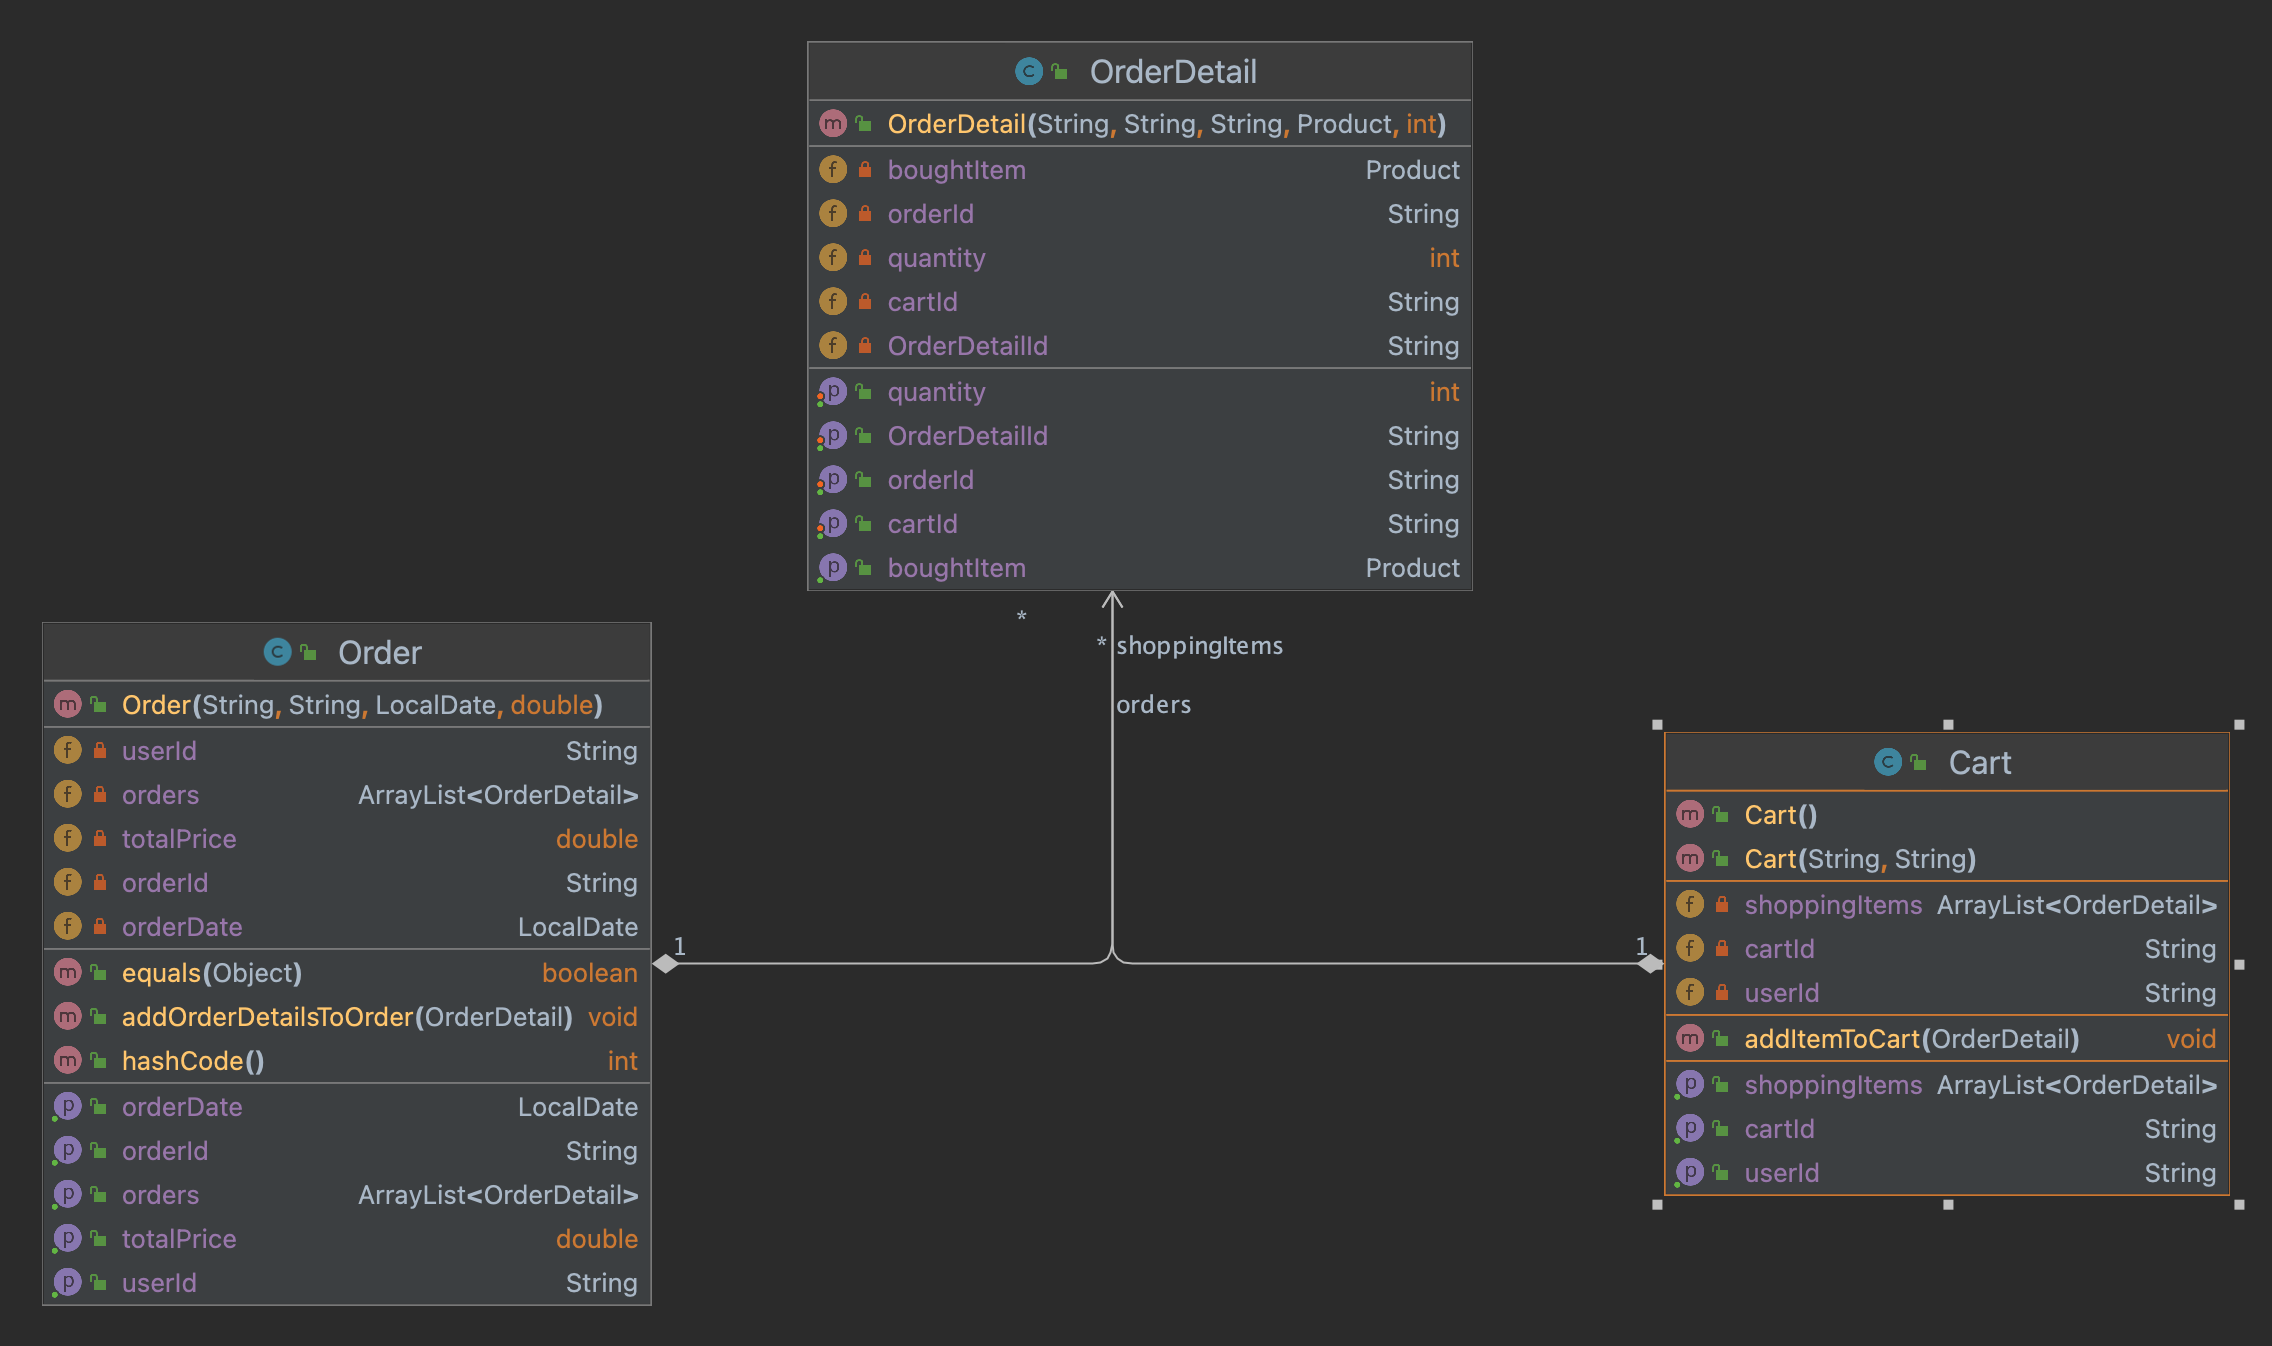 OrderDetail
OrderDetail(String, String, String, Product, int)
boughtItem Product
orderId String
quantity int
cartId String
OrderDetailId String
quantity int
OrderDetailId String
orderId String
cartId String
boughtItem Product
*
* shoppingItems
orders
Order
Order(String, String, LocalDate, double)
userId String
orders ArrayList<OrderDetail>
totalPrice double
orderId String
orderDate LocalDate
equals(Object) boolean
addOrderDetailsToOrder(OrderDetail) void
hashCode() int
orderDate LocalDate
orderId String
orders ArrayList<OrderDetail>
totalPrice double
userId String
1
1
Cart
Cart()
Cart(String, String)
shoppingItems ArrayList<OrderDetail>
cartId String
userId String
addItemToCart(OrderDetail) void
shoppingItems ArrayList<OrderDetail>
cartId String
userId String